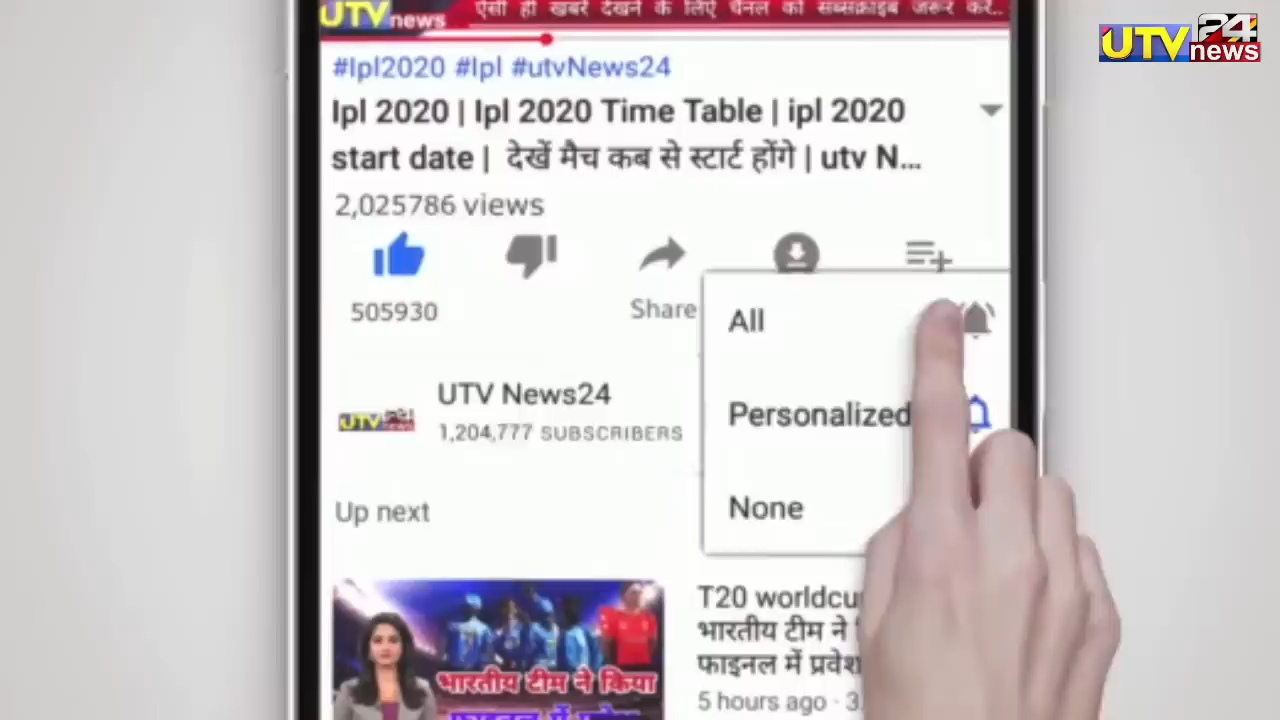 UTV news
ऐसी ही खबरें देखने के लिए चैनल को सब्सक्राइब जरूर करें..
UTV 24 news
#Ipl2020 #Ipl #utvNews24
Ipl 2020 | Ipl 2020 Time Table | ipl 2020
start date | देखें मैच कब से स्टार्ट होंगे | utv N...
2,025786 views
505930
Share
All
UTV News24
1,204,777 SUBSCRIBERS
Personalized
Up next
None
T20 worldcu
भारतीय टीम ने
फाइनल में प्रवेश
5 hours ago · 3
भारतीय टीम ने किया